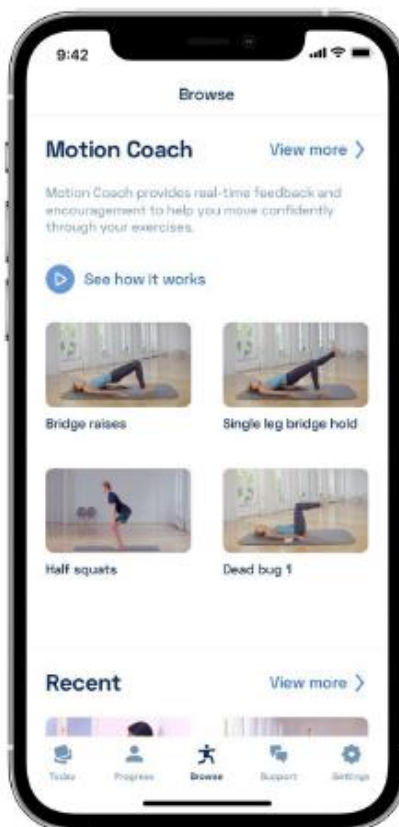 9:42
Browse
Motion Coach
View more
Motion Coach provides real-time feedback and
encouragement to help you move confidently
through your exercises.
See how it works
Bridge raises
Single leg bridge hold
Half squats
Dead bug 1
Recent
View more
Today
Progress
Browse
Support
Settings